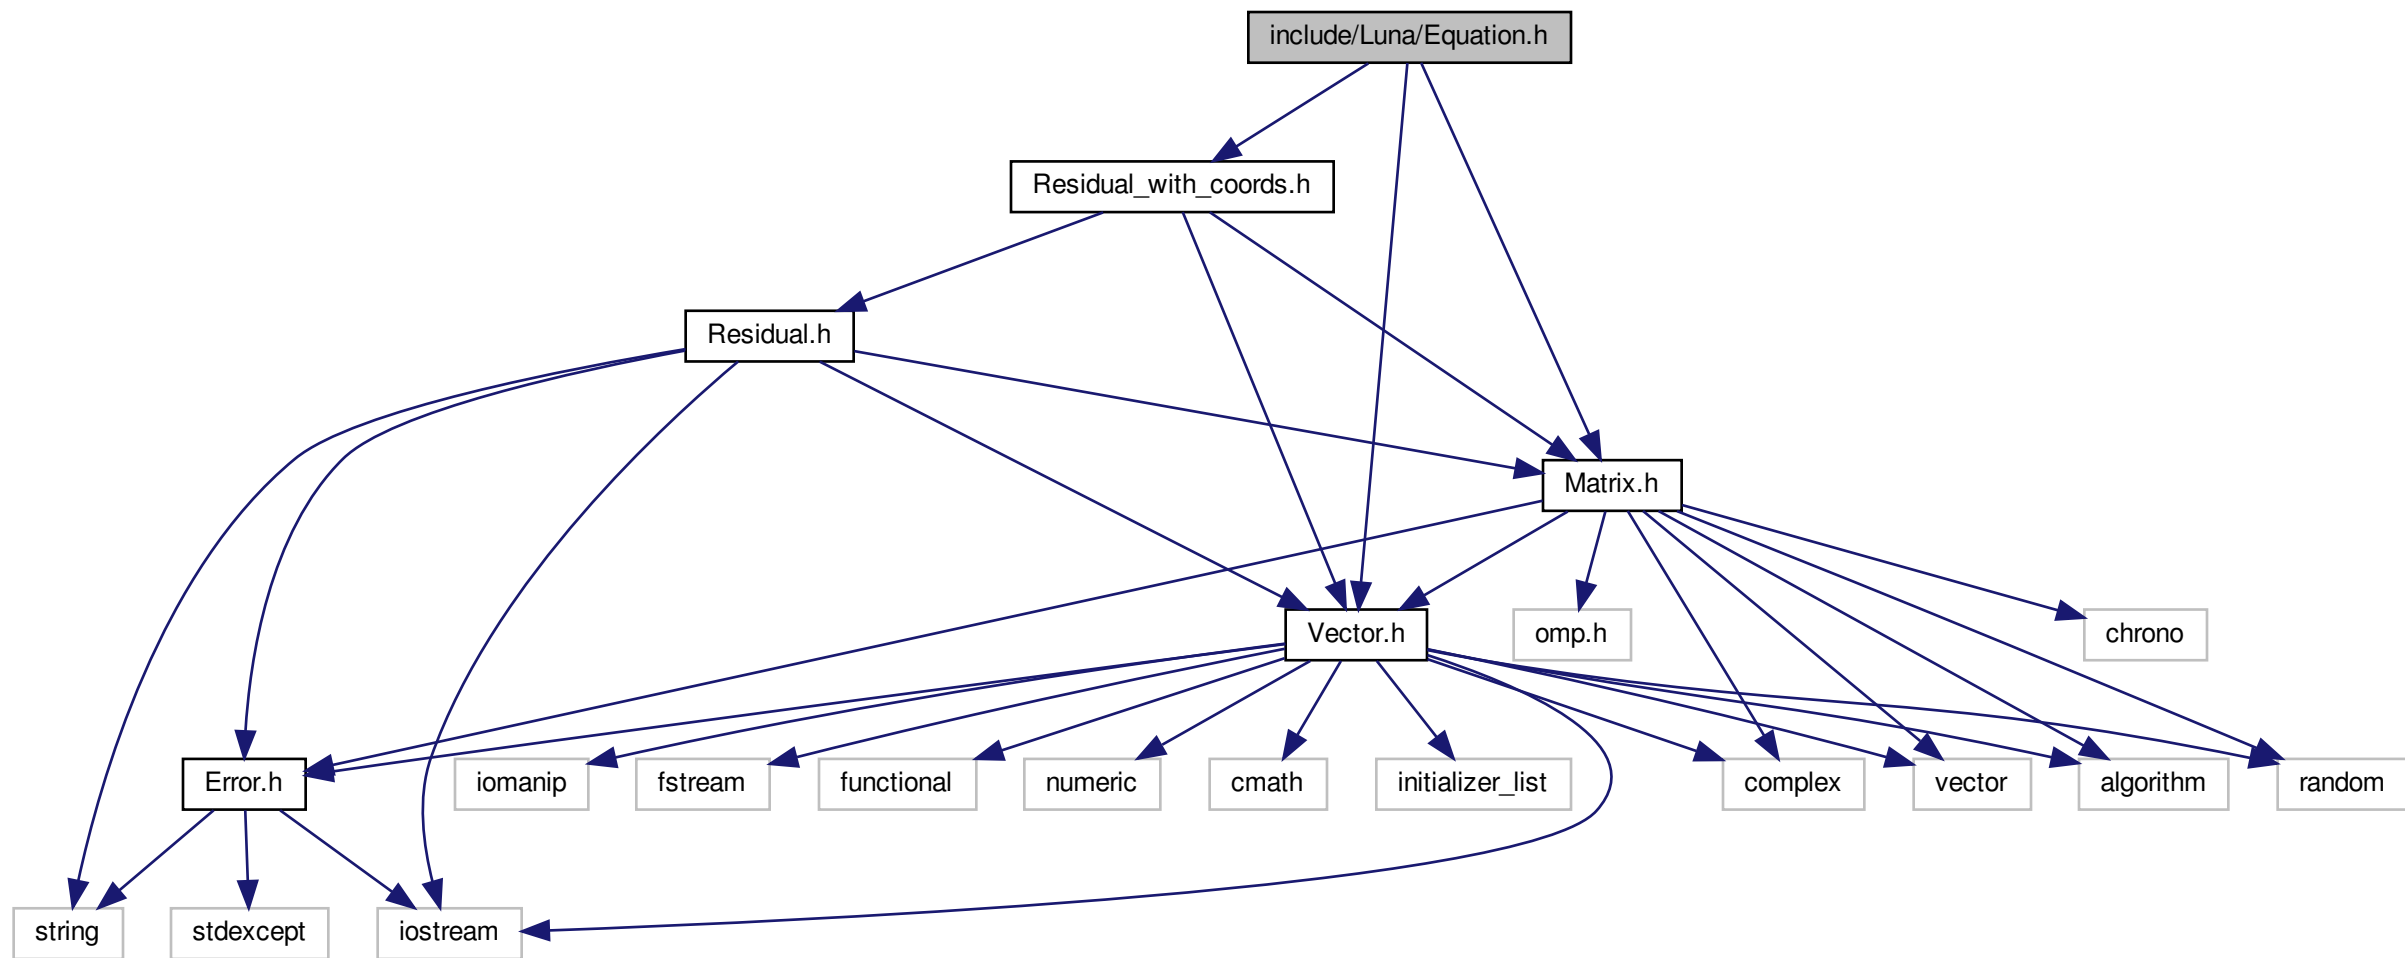 include/Luna/Equation.h
Residual_with_coords.h
Residual.h
Matrix.h
Vector.h
omp.h
chrono
Error.h
iomanip
fstream
functional
numeric
cmath
initializer_list
complex
vector
algorithm
random
string
stdexcept
iostream